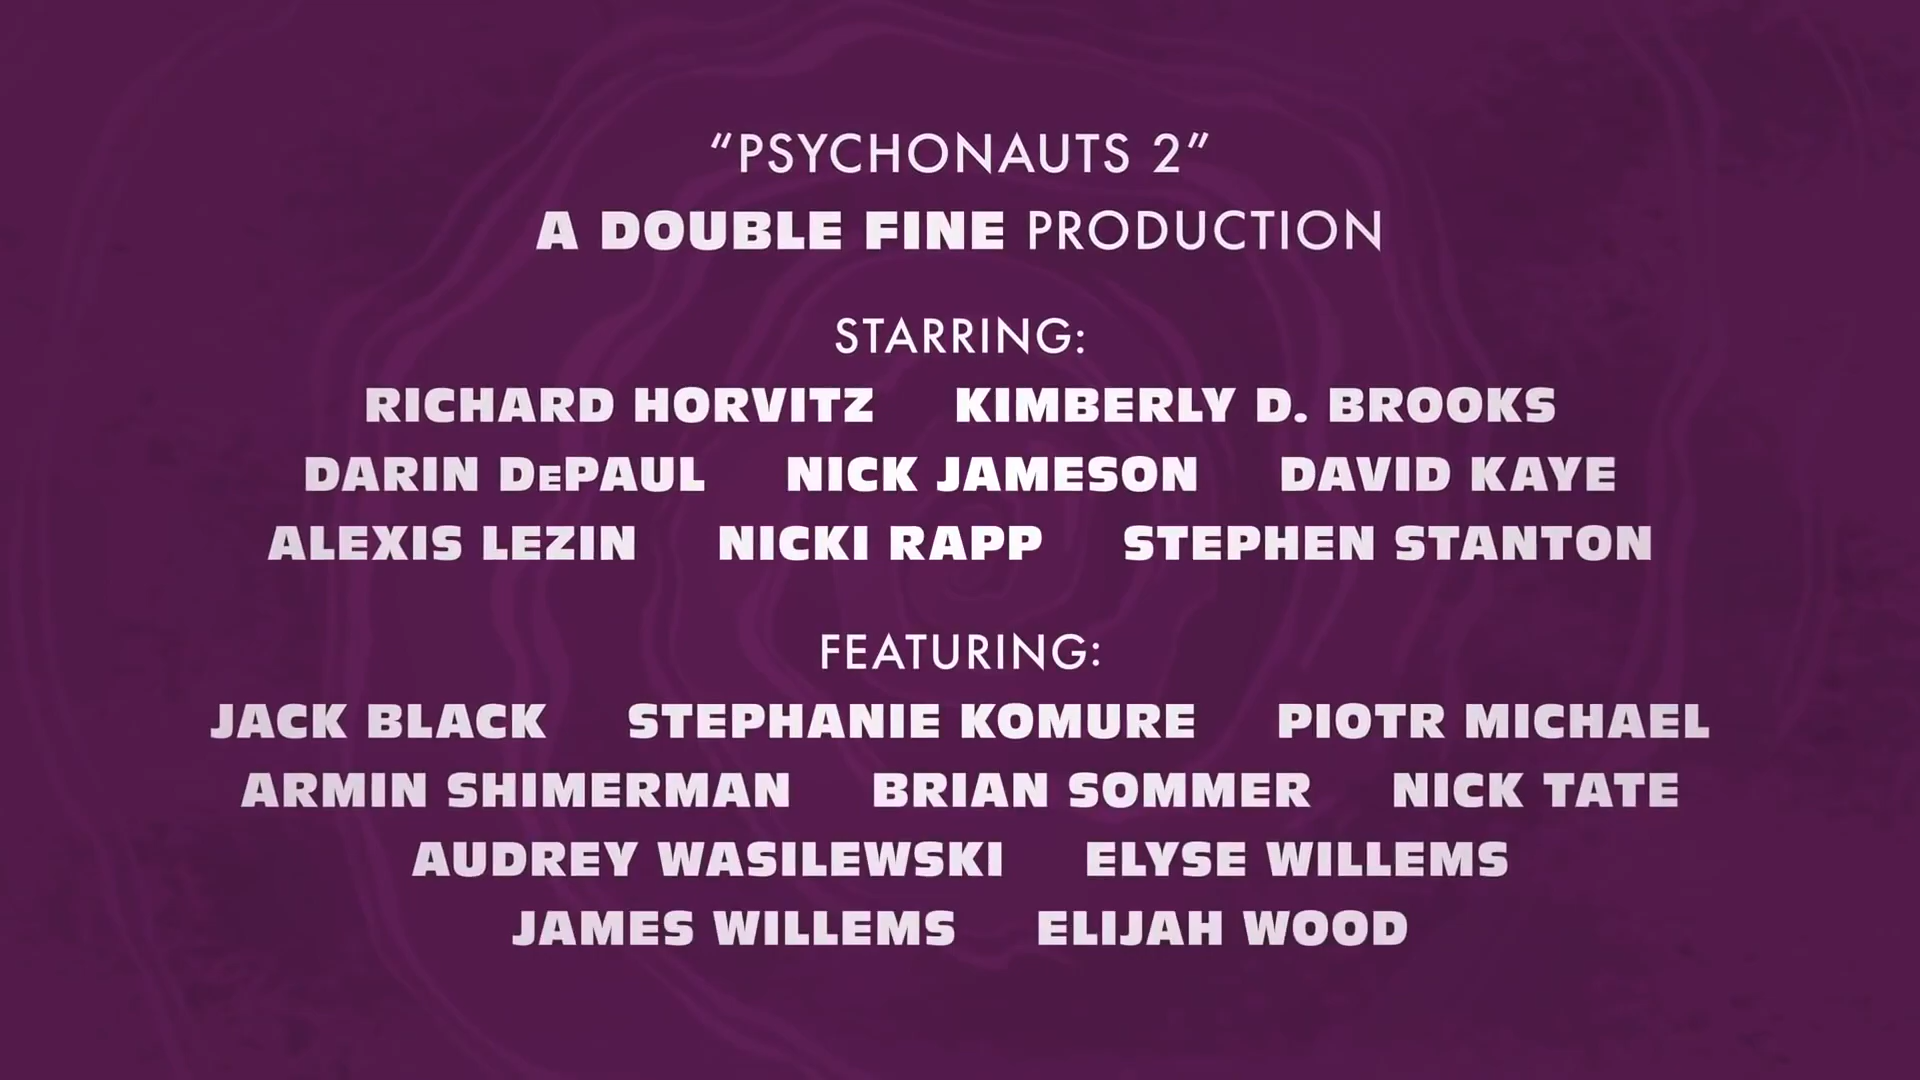 “PSYCHONAUTS 2”
A DOUBLE FINE PRODUCTION
STARRING:
RICHARD HORVITZ KIMBERLY D. BROOKS
DARIN DePAUL NICK JAMESON DAVID KAYE
ALEXIS LEZIN NICKI RAPP STEPHEN STANTON
FEATURING:
JACK BLACK STEPHANIE KOMURE PIOTR MICHAEL
ARMIN SHIMERMAN BRIAN SOMMER NICK TATE
AUDREY WASILEWSKI ELYSE WILLEMS
JAMES WILLEMS ELIJAH WOOD